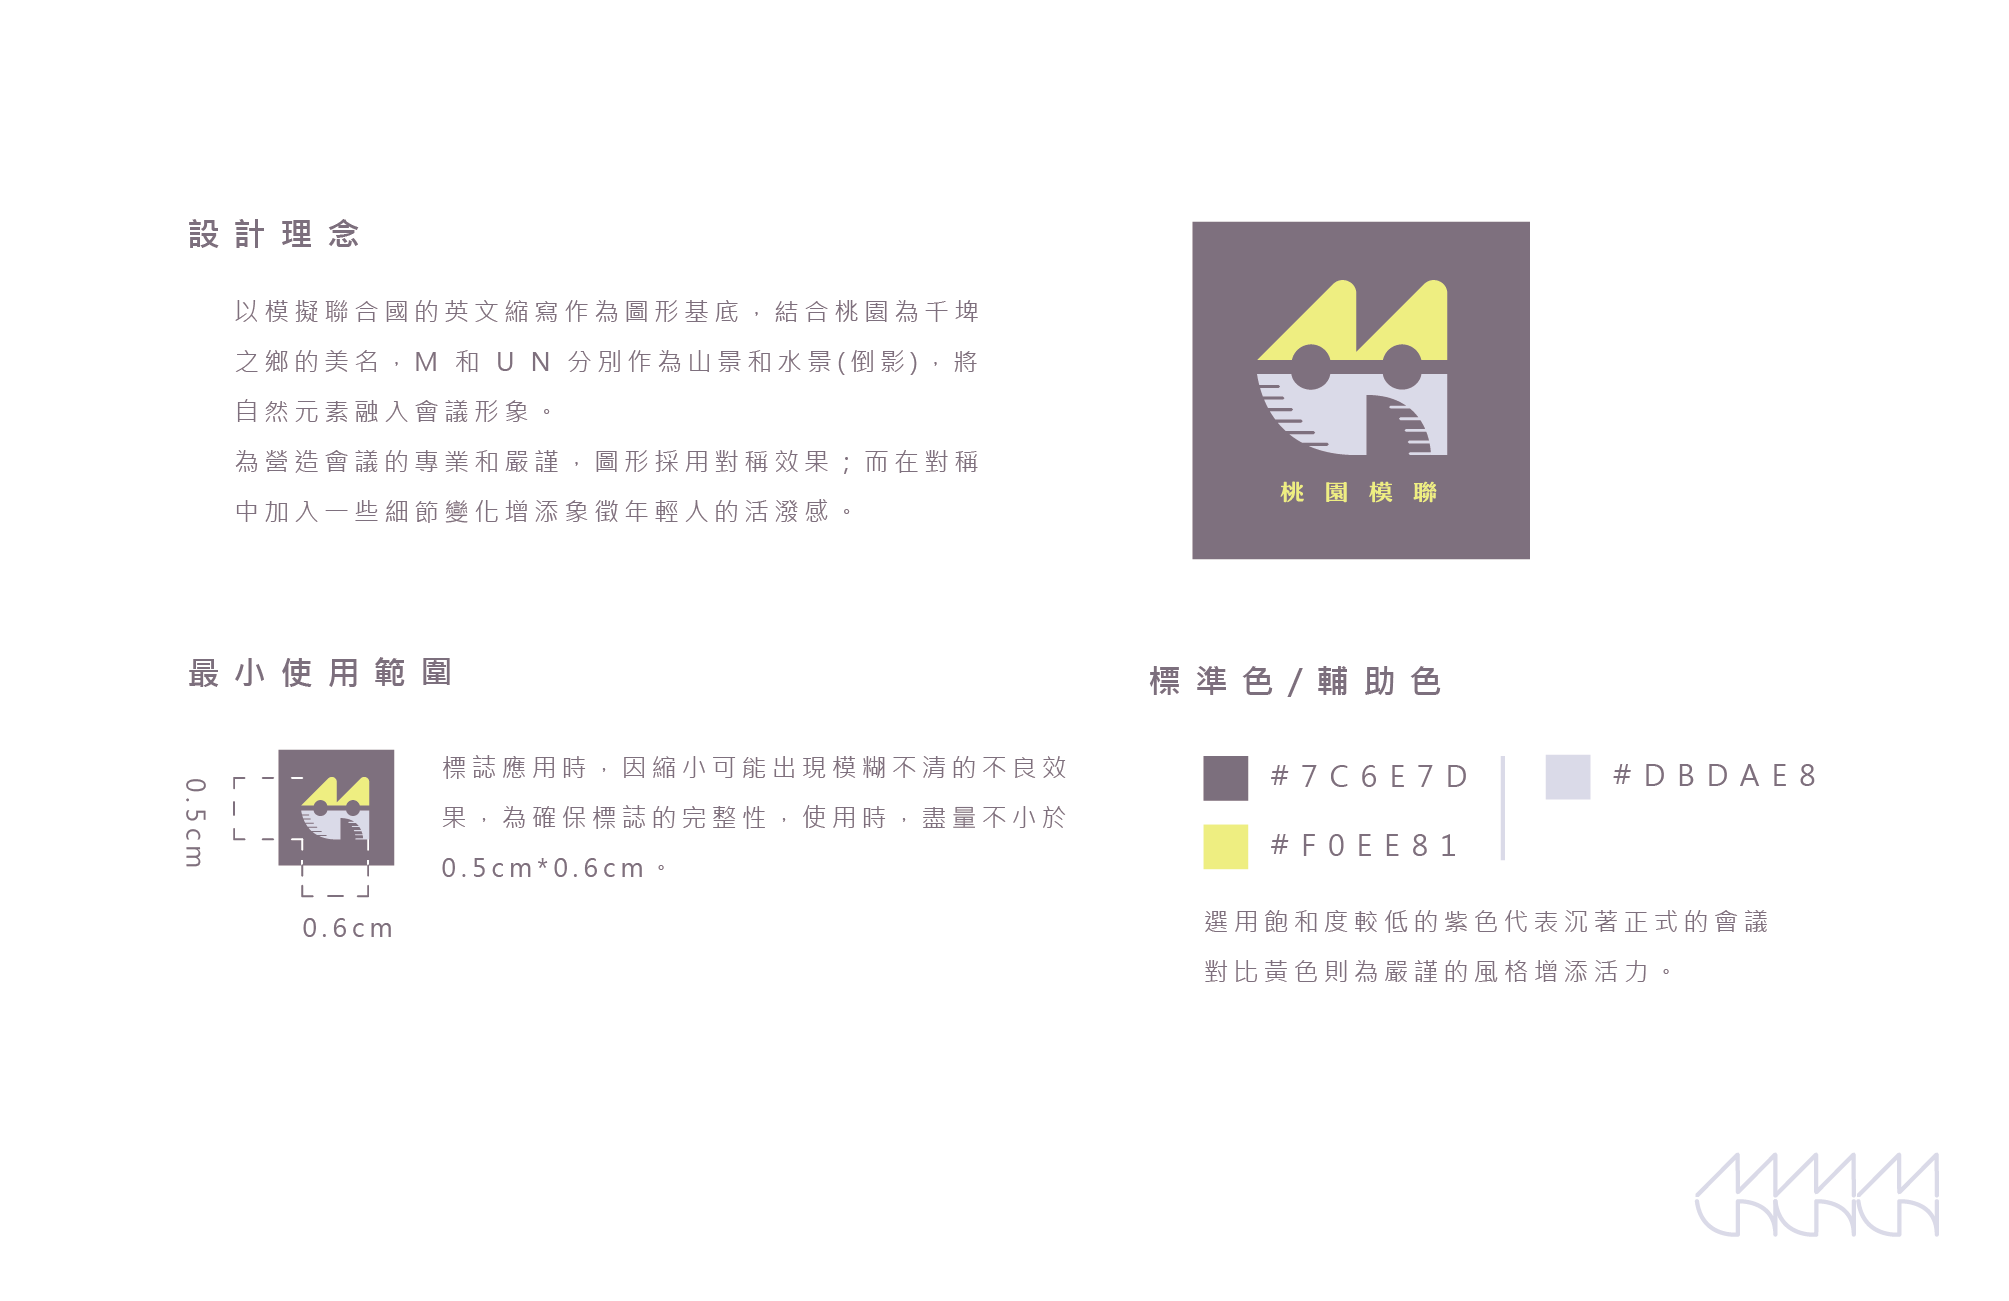 設計理念
以模擬聯合國的英文縮寫作為圖形基底，結合桃園為千埤
之鄉的美名，M 和 U N 分別作為山景和水景(倒影)，將
自然元素融入會議形象。
為營造會議的專業和嚴謹，圖形採用對稱效果；而在對稱
中加入一些細節變化增添象徵年輕人的活潑感。
桃園模聯
最小使用範圍
0.5cm
0.6cm
標誌應用時，因縮小可能出現模糊不清的不良效
果，為確保標誌的完整性，使用時，盡量不小於
0.5cm*0.6cm。
標準色/輔助色
#7C6E7D
#DBDAE8
#F0EE81
選用飽和度較低的紫色代表沉著正式的會議
對比黃色則為嚴謹的風格增添活力。